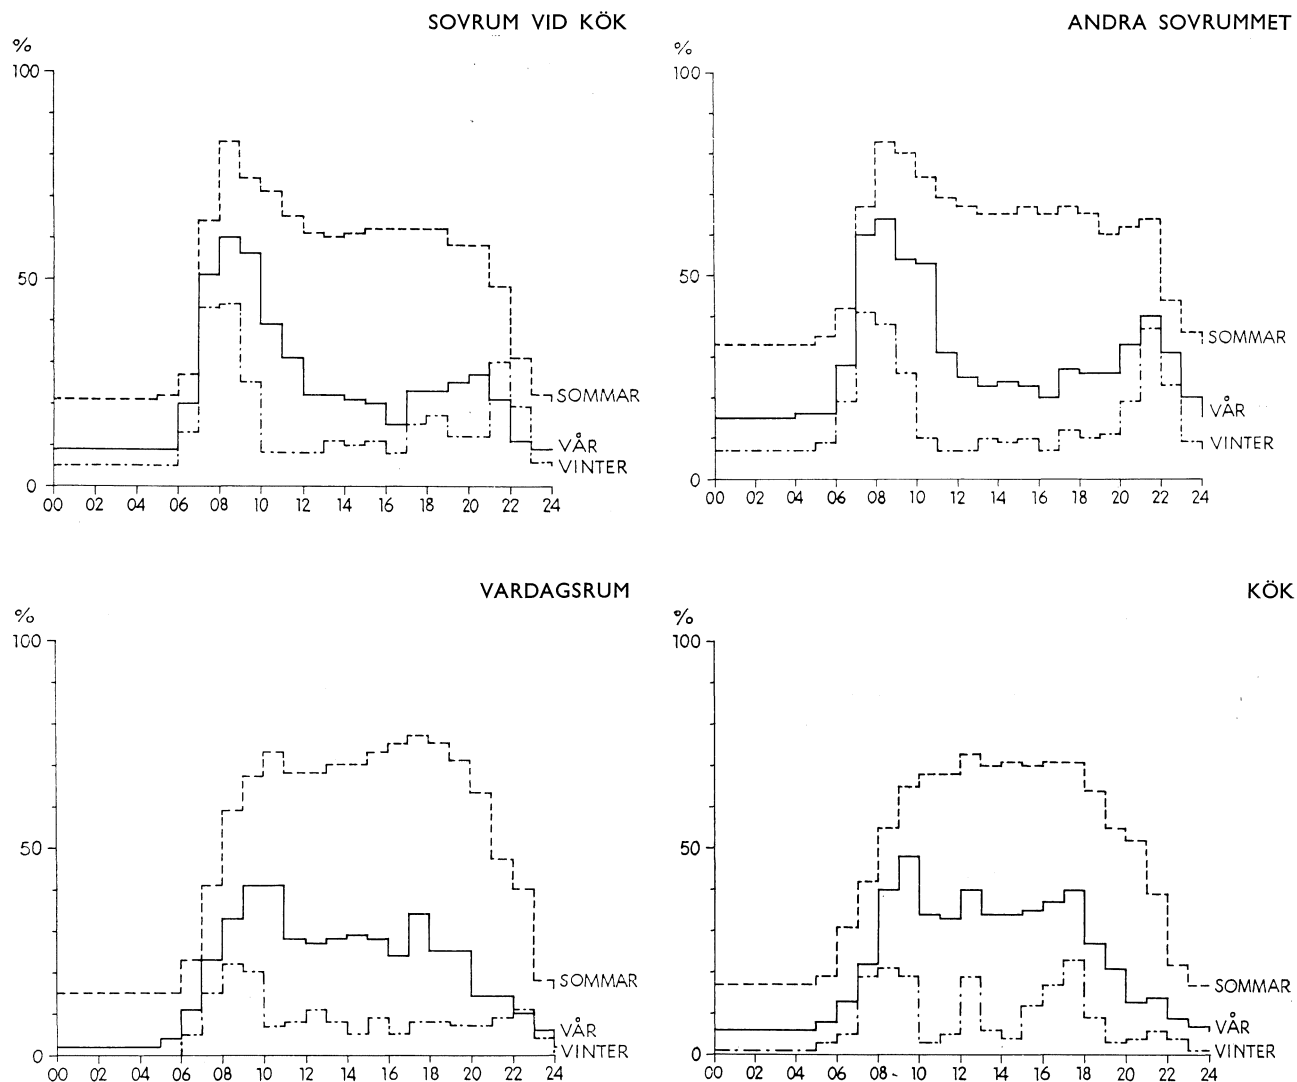 SOVRUM VID KÖK
%
100
50
0
SOMMAR
VÅR
VINTER
00 02 04 06 08 10 12 14 16 18 20 22 24
ANDRA SOVRUMMET
%
100
50
0
SOMMAR
VÅR
VINTER
00 02 04 06 08 10 12 14 16 18 20 22 24
VARDAGSRUM
%
100
50
0
SOMMAR
VÅR
VINTER
00 02 04 06 08 10 12 14 16 18 20 22 24
KÖK
%
100
50
0
SOMMAR
VÅR
VINTER
00 02 04 06 08 10 12 14 16 18 20 22 24